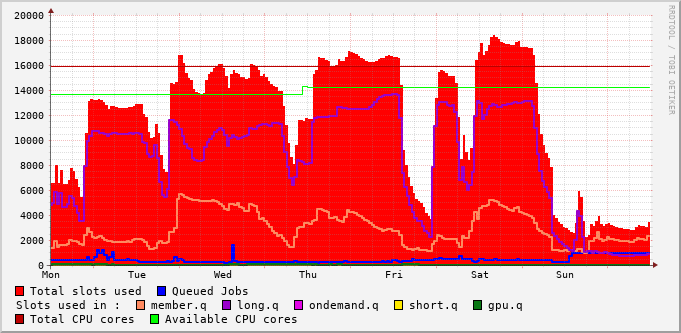 20000
18000
16000
14000
12000
10000
8000
6000
4000
2000
0
Mon Tue Wed Thu Fri Sat Sun
RRDTOOL / TOBI OETIKER
Total slots used Queued Jobs
Slots used in : member.q long.q ondemand.q short.q gpu.q
Total CPU cores Available CPU cores